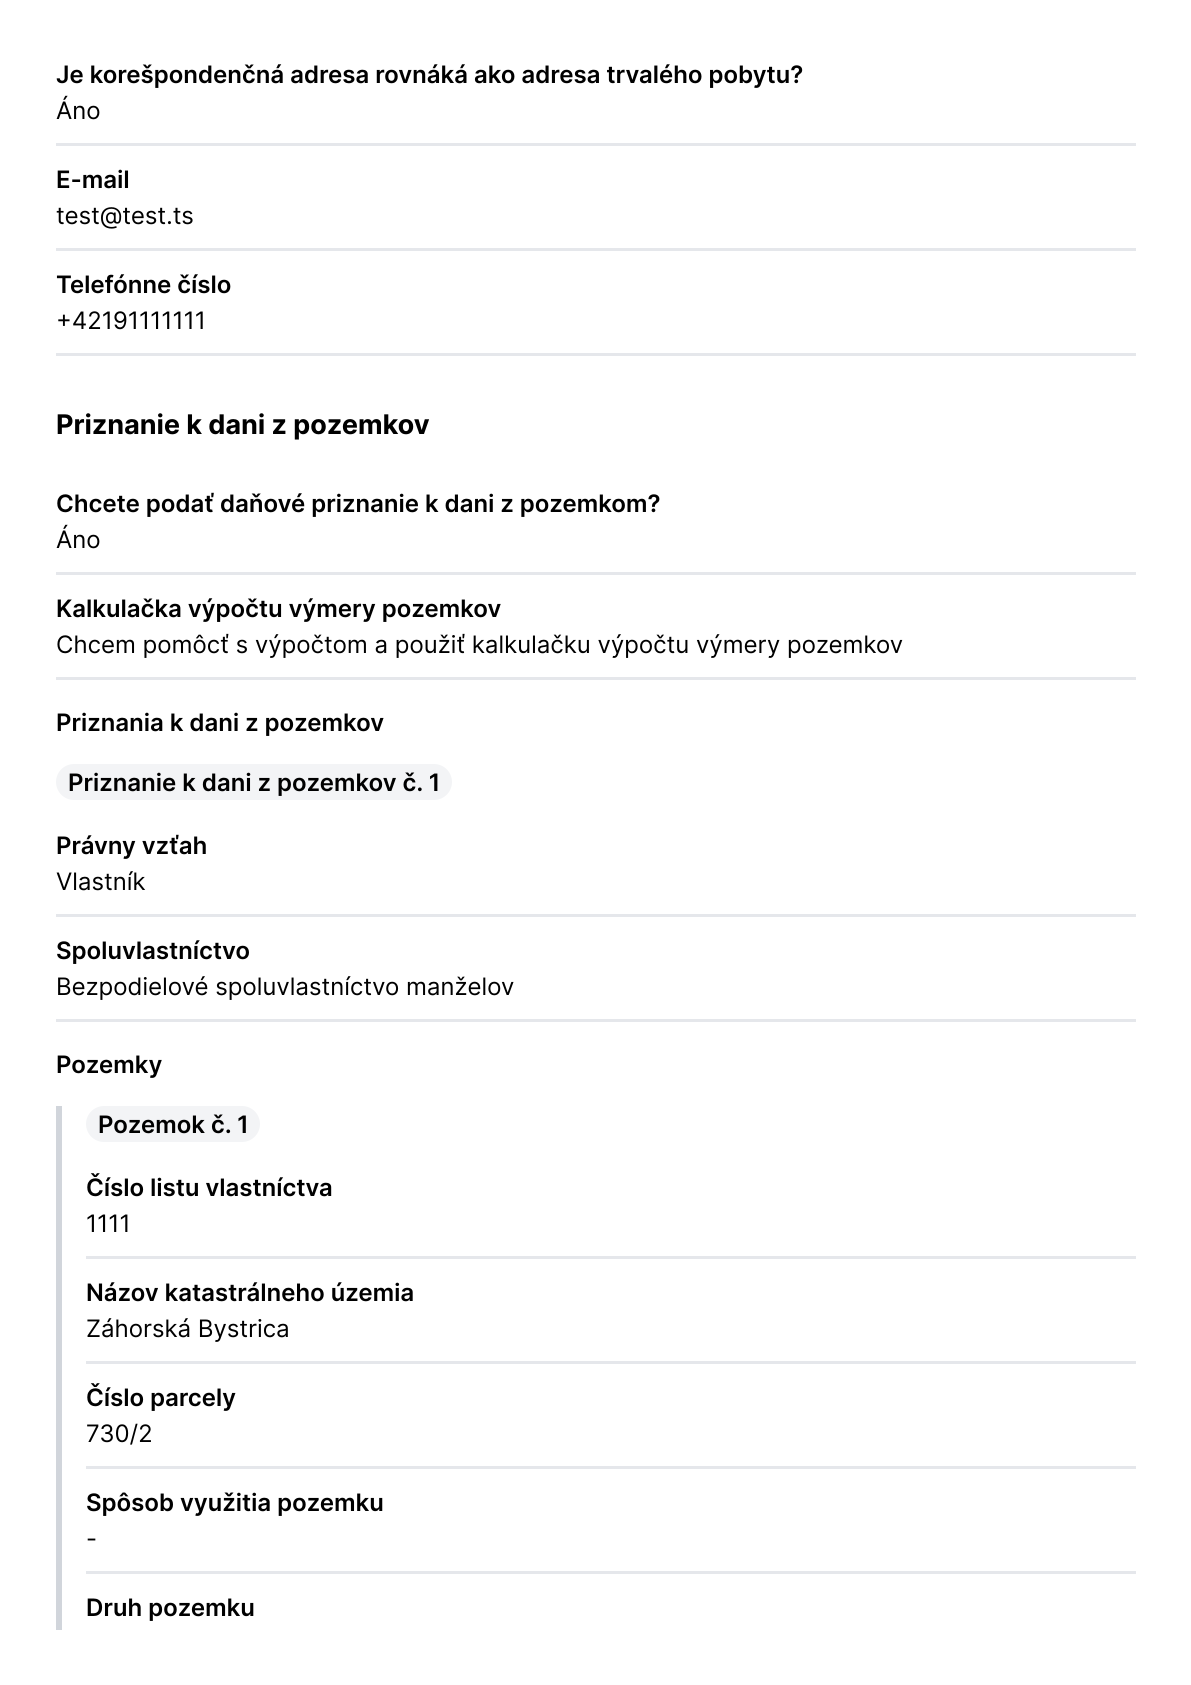 Je korešpondenčná adresa rovnáká ako adresa trvalého pobytu?
Áno
E-mail
test@test.ts
Telefónne číslo
+42191111111
Priznanie k dani z pozemkov
Chcete podať daňové priznanie k dani z pozemkom?
Áno
Kalkulačka výpočtu výmery pozemkov
Chcem pomôcť s výpočtom a použiť kalkulačku výpočtu výmery pozemkov
Priznania k dani z pozemkov
Priznanie k dani z pozemkov č. 1
Právny vzťah
Vlastník
Spoluvlastníctvo
Bezpodielové spoluvlastníctvo manželov
Pozemky
Pozemok č. 1
Číslo listu vlastníctva
1111
Názov katastrálneho územia
Záhorská Bystrica
Číslo parcely
730/2
Spôsob využitia pozemku
-
Druh pozemku